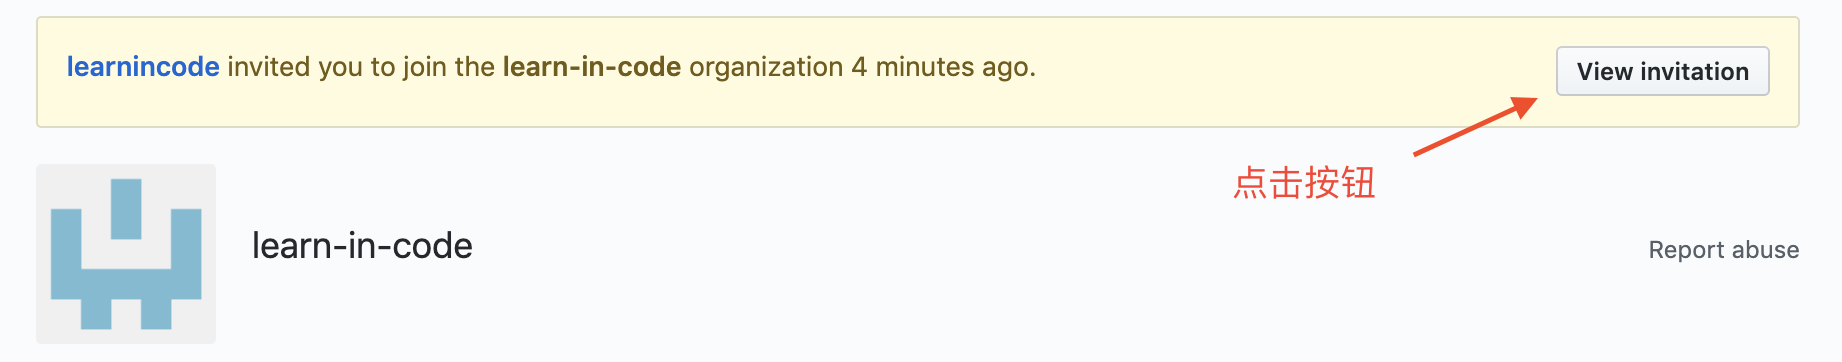 learnincode invited you to join the learn-in-code organization 4 minutes ago.
View invitation
点击按钮
learn-in-code
Report abuse